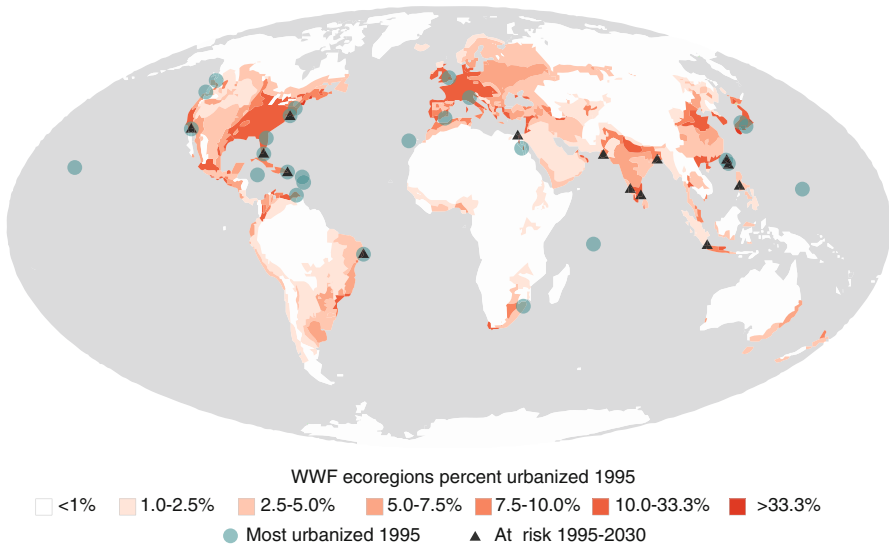 WWF ecoregions percent urbanized 1995
<1% 1.0-2.5% 2.5-5.0% 5.0-7.5% 7.5-10.0% 10.0-33.3% >33.3%
Most urbanized 1995 At risk 1995-2030